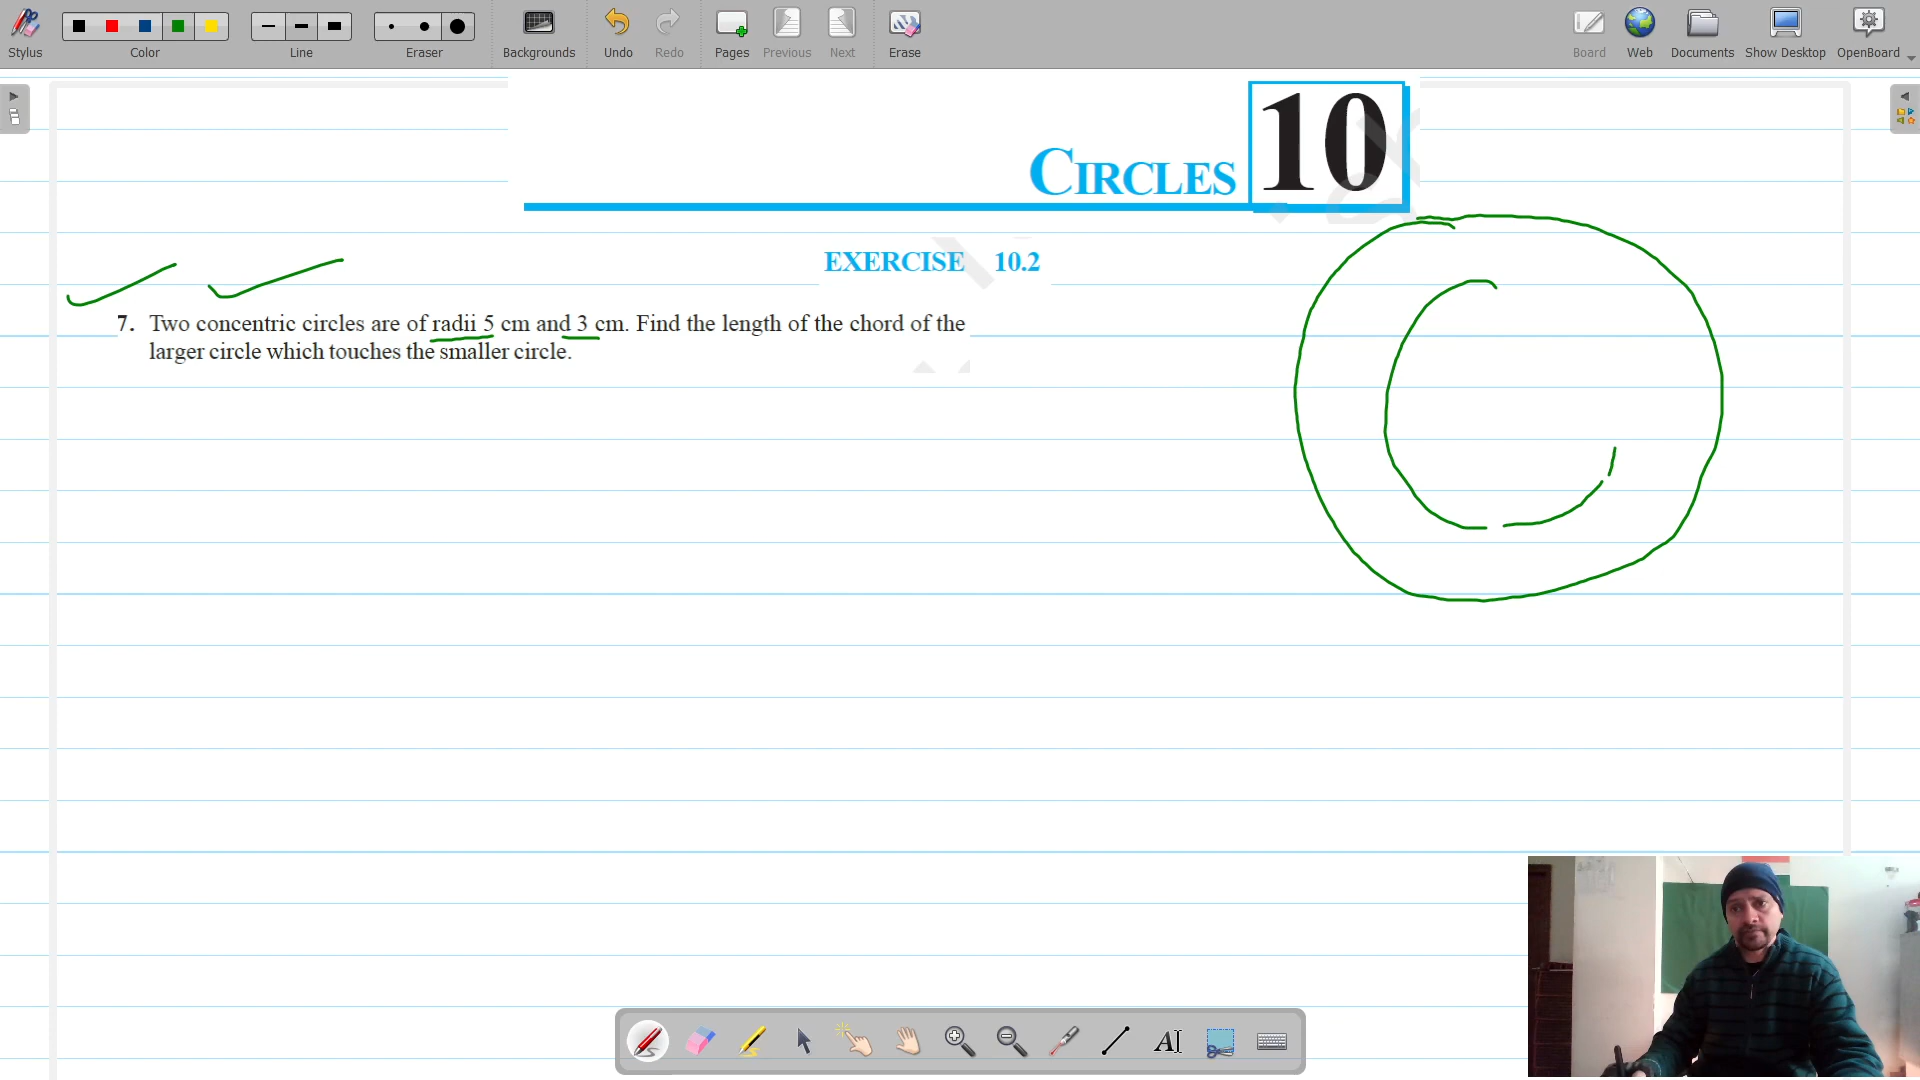 Stylus Color Line Eraser Backgrounds Undo Redo Pages Previous Next Erase Board Web Documents Show Desktop OpenBoard
CIRCLES 10
EXERCISE 10.2
7. Two concentric circles are of radii 5 cm and 3 cm. Find the length of the chord of the
larger circle which touches the smaller circle.
AI